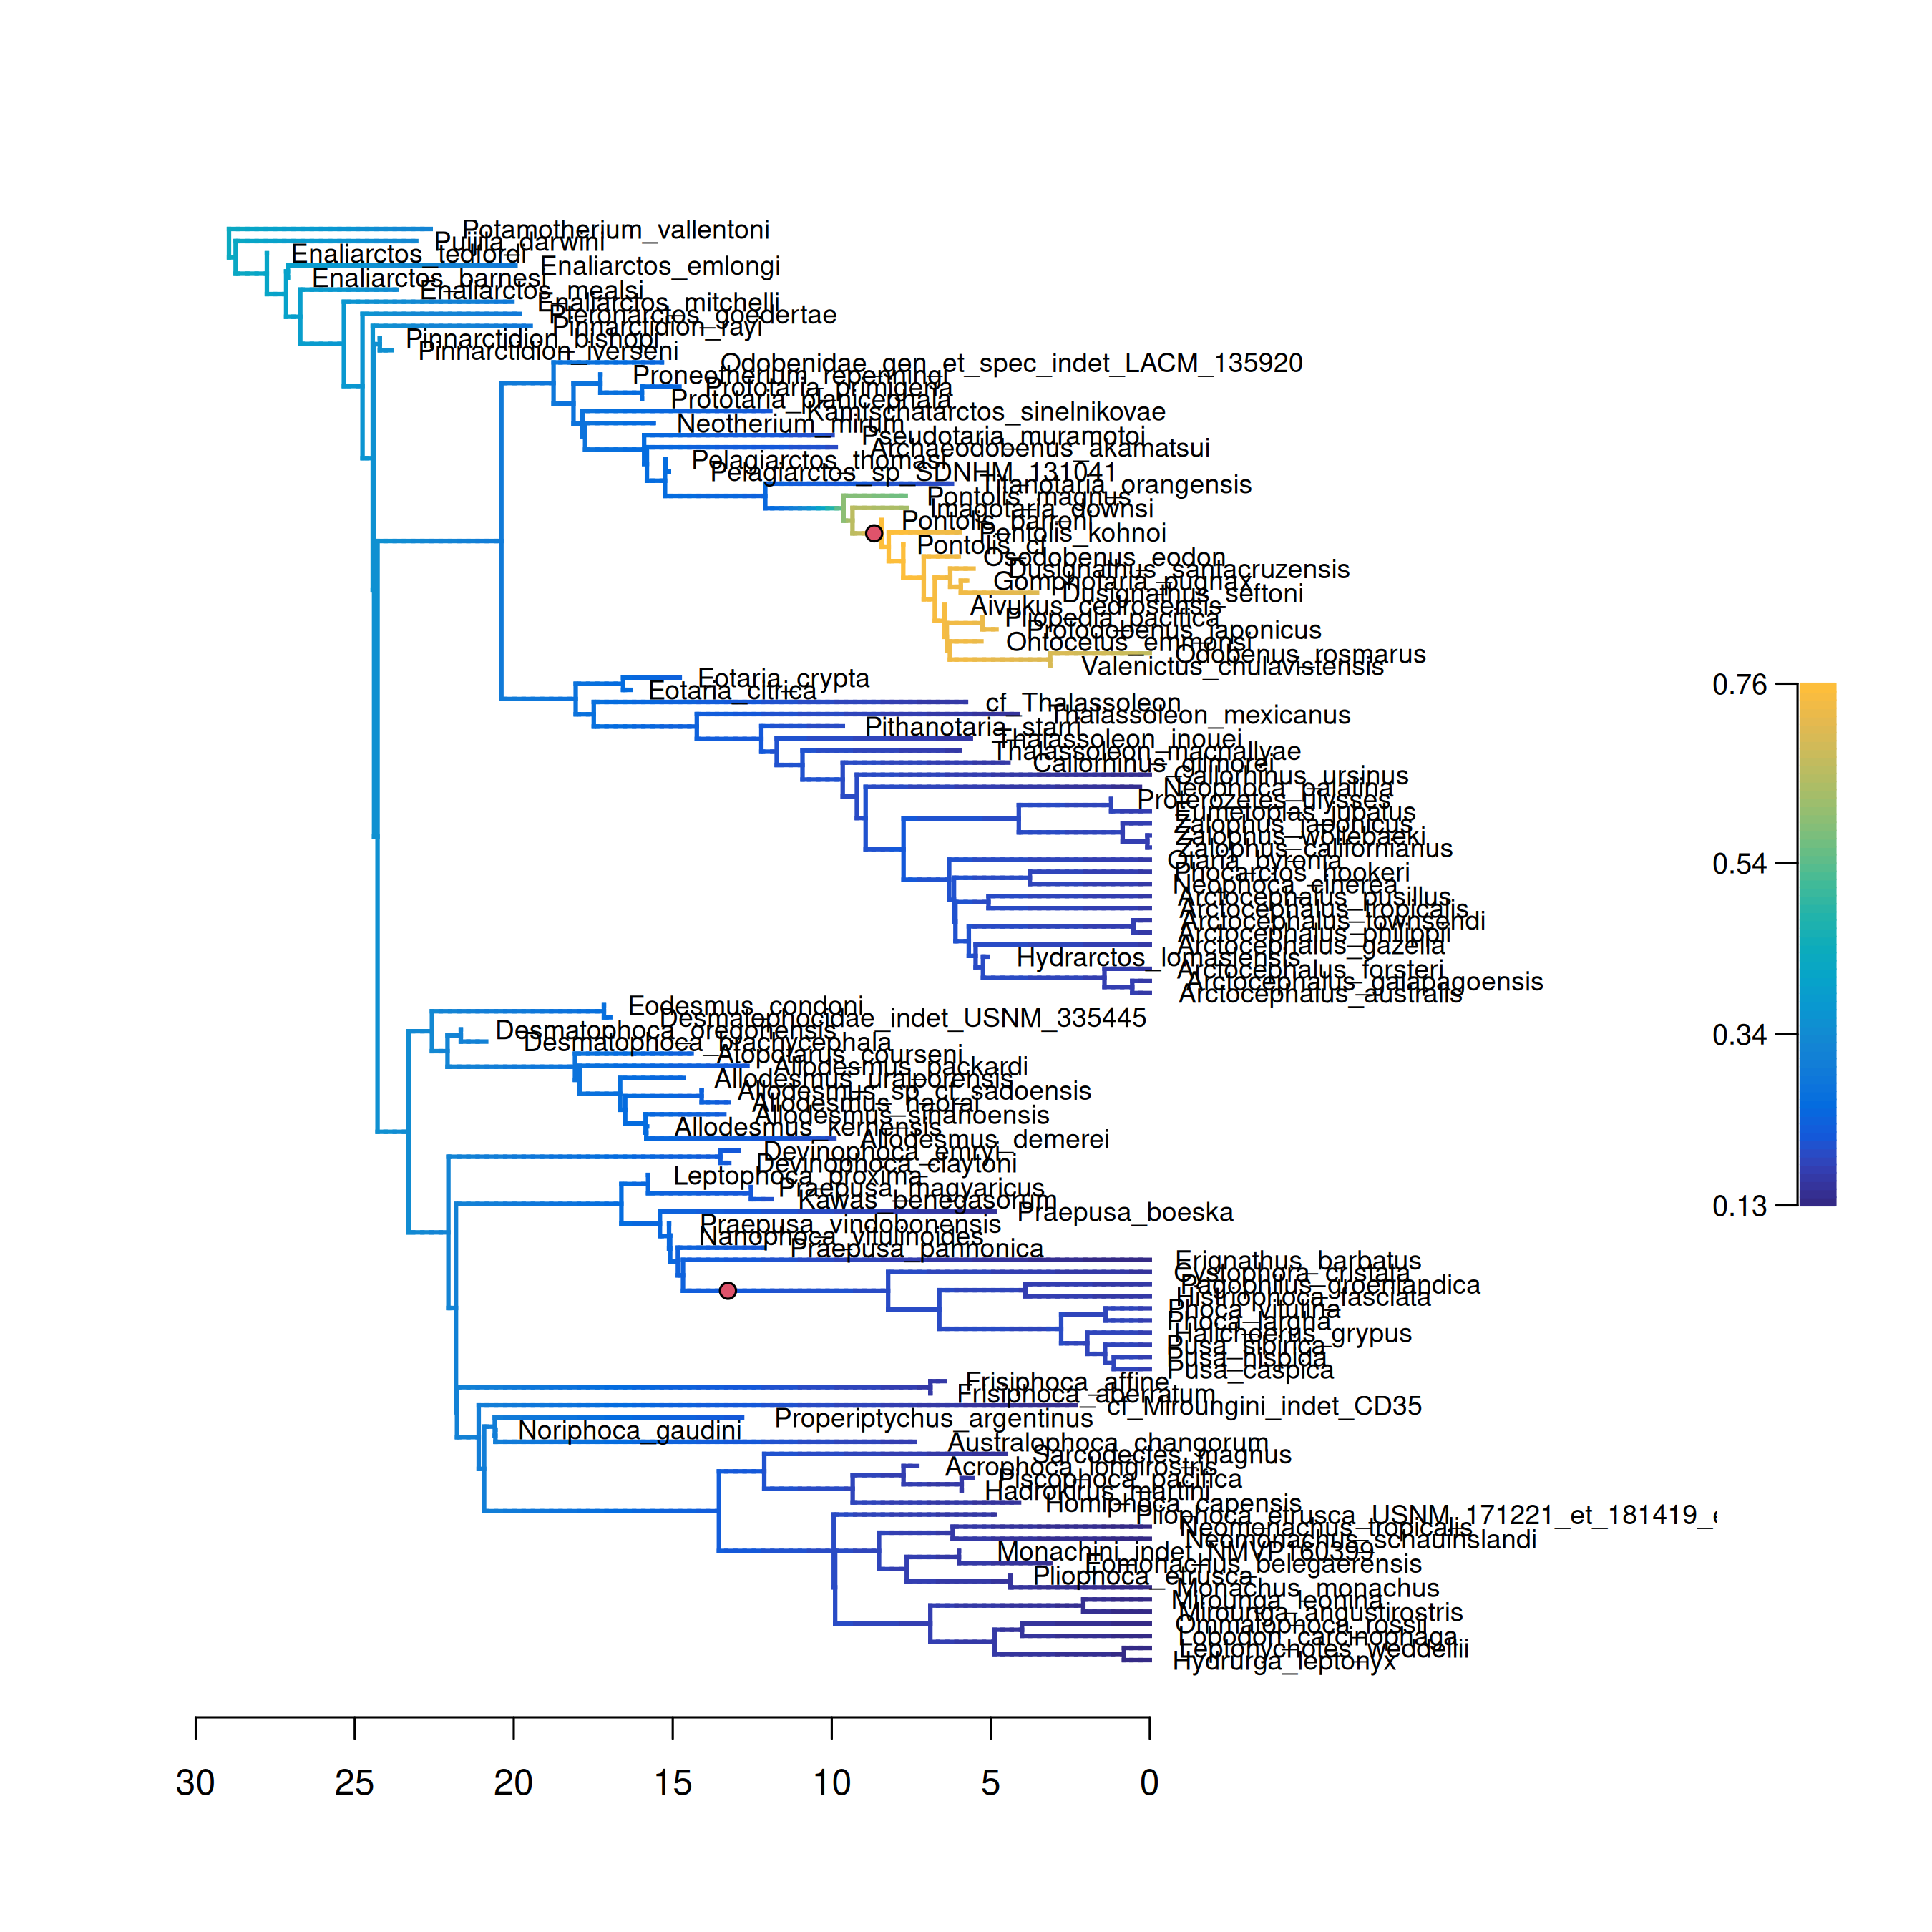 Potamotherium_vallentoni
Puijila_darwini
Enaliarctos_tedfordi
Enaliarctos_emlongi
Enaliarctos_barnesi
Enaliarctos_mealsi
Enaliarctos_mitchelli
Pteronarctos_goedertae
Pinnarctidion_rayi
Pinnarctidion_bishopi
Pinnarctidion_iverseni
Odobenidae_gen_et_spec_indet_LACM_135920
Proneotherium_repenningi
Prototaria_primigena
Prototaria_planicephala
Kamtschatarctos_sinelnikovae
Neotherium_mirum
Pseudotaria_muramotoi
Archaeodobenus_akamatsui
Pelagiarctos_thomasi
Pelagiarctos_sp_SDNHM_131041
Titanotaria_orangensis
Pontolis_magnus
Imagotaria_downsi
Pontolis_barroni
Pontolis_kohnoi
Pontolis_cf
Osodobenus_eodon
Dusignathus_santacruzensis
Gomphotaria_pugnax
Dusignathus_seftoni
Aivukus_cedrosensis
Pliopedia_pacifica
Protodobenus_japonicus
Ontocetus_emmonsi
Odobenus_rosmarus
Valenictus_chulavistensis
Eotaria_crypta
Eotaria_citrica
cf_Thalassoleon
Thalassoleon_mexicanus
Pithanotaria_starri
Thalassoleon_inouei
Thalassoleon_macnallyae
Callorhinus_gilmorei
Callorhinus_ursinus
Neophoca_palatina
Proterozetes_ulysses
Eumetopias_jubatus
Zalophus_japonicus
Zalophus_wollebaeki
Zalophus_californianus
Otaria_byronia
Phocarctos_hookeri
Neophoca_cinerea
Arctocephalus_pusillus
Arctocephalus_tropicalis
Arctocephalus_townsendi
Arctocephalus_philippii
Arctocephalus_gazella
Hydrarctos_lomasiensis
Arctocephalus_forsteri
Arctocephalus_galapagoensis
Arctocephalus_australis
Eodesmus_condoni
Desmatophocidae_indet_USNM_335445
Desmatophoca_oregonensis
Desmatophoca_brachycephala
Atopotarus_courseni
Allodesmus_packardi
Allodesmus_uraiporensis
Allodesmus_sp_cf_sadoensis
Allodesmus_naorai
Allodesmus_sinanoensis
Allodesmus_kernensis
Allodesmus_demerei
Devinophoca_emryi
Devinophoca_claytoni
Leptophoca_proxima
Praepusa_magyaricus
Kawas_benegasorum
Praepusa_boeska
Praepusa_vindobonensis
Nanophoca_vitulinoides
Praepusa_pannonica
Erignathus_barbatus
Cystophora_cristata
Pagophilus_groenlandica
Histriophoca_fasciata
Phoca_vitulina
Phoca_largha
Halichoerus_grypus
Pusa_sibirica
Pusa_hispida
Pusa_caspica
Frisiphoca_affine
Frisiphoca_aberratum
cf_Miroungini_indet_CD35
Properiptychus_argentinus
Noriphoca_gaudini
Australophoca_changorum
Sarcodectes_magnus
Acrophoca_longirostris
Piscophoca_pacifica
Hadrokirus_martini
Homiphoca_capensis
Pliophoca_etrusca_USNM_171221_et_181419_e
Neomonachus_tropicalis
Neomonachus_schauinslandi
Monachini_indet_NMVP160399
Eomonachus_belegaerensis
Pliophoca_etrusca
Monachus_monachus
Mirounga_leonina
Mirounga_angustirostris
Ommatophoca_rossii
Lobodon_carcinophaga
Leptonychotes_weddellii
Hydrurga_leptonyx
0.76
0.54
0.34
0.13
30 25 20 15 10 5 0